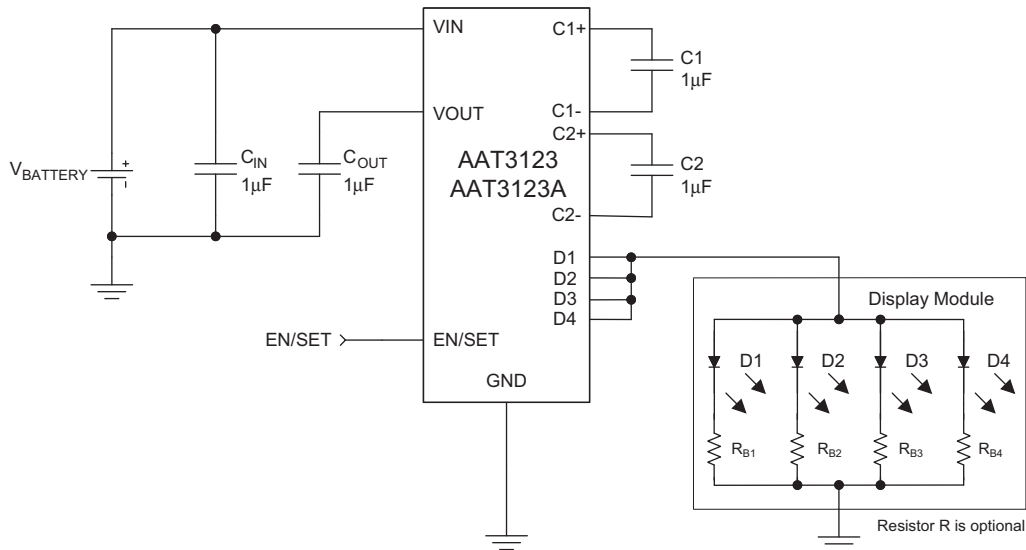 VIN
C1+
C1
1μF
C1-
VOUT
C2+
AAT3123
AAT3123A
C2
1μF
C2-
VBATTERY
+
-
CIN
1μF
COUT
1μF
D1
D2
D3
D4
EN/SET
EN/SET
GND
Display Module
D1
D2
D3
D4
RB1
RB2
RB3
RB4
Resistor R is optional